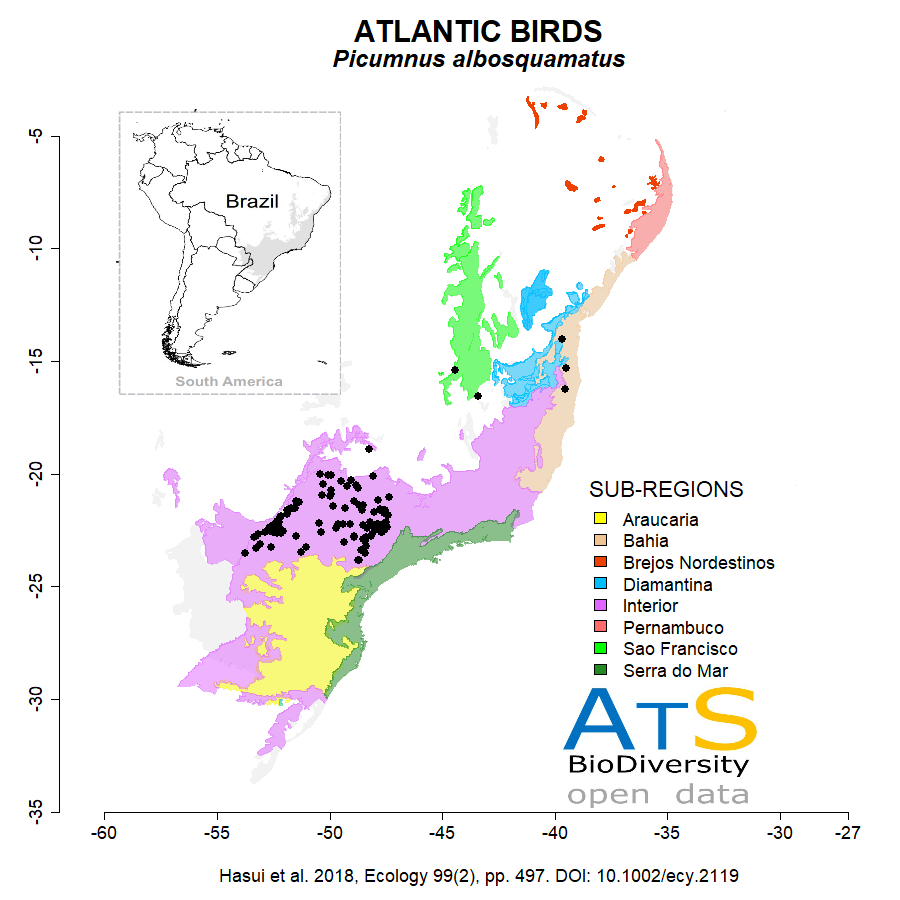 ATLANTIC BIRDS
Picumnus albosquamatus
Brazil
South America
-5
-10
-15
-20
-25
-30
-35
SUB-REGIONS
Araucaria
Bahia
Brejos Nordestinos
Diamantina
Interior
Pernambuco
Sao Francisco
Serra do Mar
ATS
BioDiversity
open data
-60
-55
-50
-45
-40
-35
-30
-27
Hasui et al. 2018, Ecology 99(2), pp. 497. DOI: 10.1002/ecy.2119